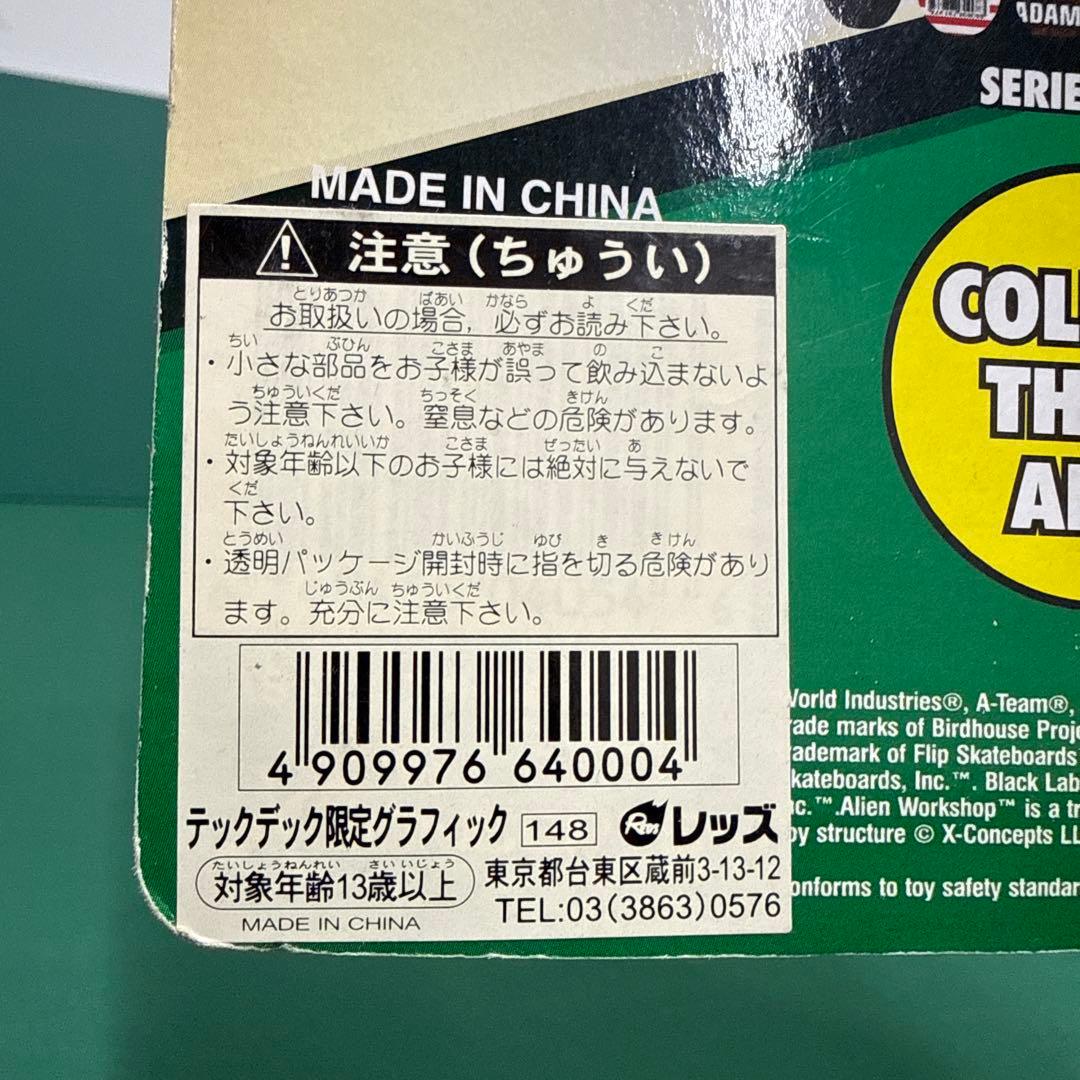 ADAM
SERIE
MADE IN CHINA
注意(ちゅうい)
とりあつか ばあい かなら よ くだ
お取扱いの場合,必ずお読み下さい。
ちい ぶひん こさま あやま の こ
・小さな部品をお子様が誤って飲み込まないよ
ちゅういくだ ちっそく きけん
う注意下さい。窒息などの危険があります。
たいしょうねんれいいか こさま ぜったい あ
・対象年齢以下のお子様には絶対に与えないで
くだ
下さい。
とうめい かいふうじ ゆび き きけん
・透明パッケージ開封時に指を切る危険があり
じゅうぶん ちゅういくだ
ます。充分に注意下さい。
4 909976 640004
テックデック限定グラフィック 148 Rm レッズ
たいしょうねんれい さいいじょう
対象年齢13歳以上
東京都台東区蔵前3-13-12
TEL:03(3863)0576
MADE IN CHINA
COL
TH
Al
World Industries®, A-Team®,
rade marks of Birdhouse Proje
ademark of Flip Skateboards
kateboards, Inc.™. Black Lab
c.™.Alien Workshop™ is a tr
by structure © X-Concepts LL
onforms to toy safety standar